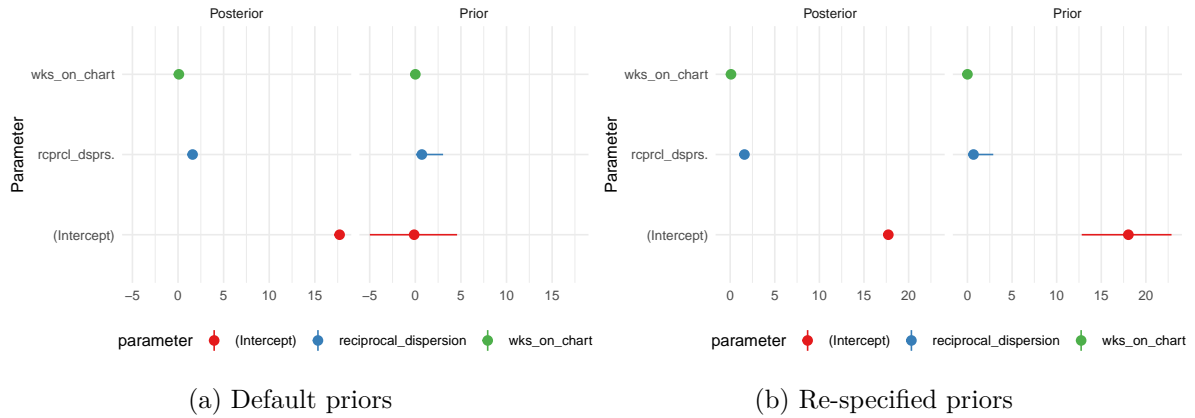 Posterior Prior
wks_on_chart
rcprcl_dsprs.
(Intercept)
Parameter
−5 0 5 10 15 −5 0 5 10 15
parameter (Intercept) reciprocal_dispersion wks_on_chart
(a) Default priors
Posterior Prior
wks_on_chart
rcprcl_dsprs.
(Intercept)
Parameter
0 5 10 15 20 0 5 10 15 20
parameter (Intercept) reciprocal_dispersion wks_on_chart
(b) Re-specified priors